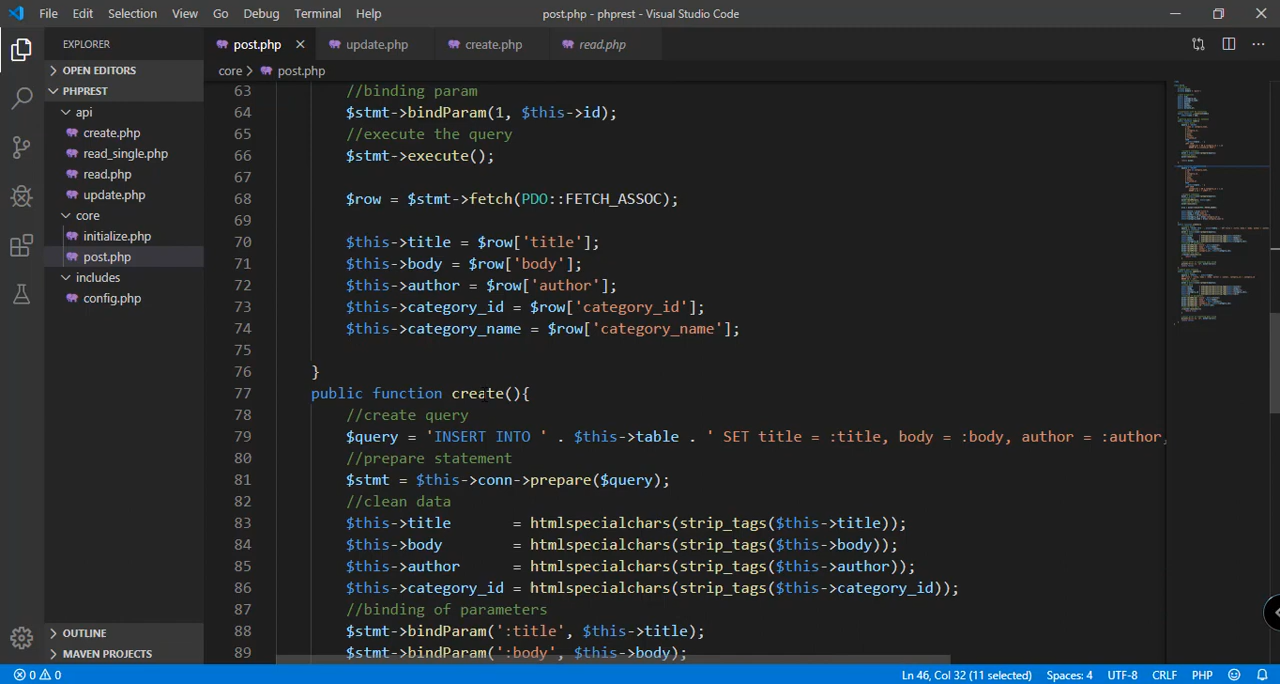 File Edit Selection View Go Debug Terminal Help post.php - phprest - Visual Studio Code
EXPLORER
post.php
update.php
create.php
read.php
OPEN EDITORS
core post.php
PHPREST
api
create.php
read_single.php
read.php
update.php
core
initialize.php
post.php
includes
config.php
OUTLINE
MAVEN PROJECTS
63 //binding param
64 $stmt->bindParam(1, $this->id);
65 //execute the query
66 $stmt->execute();
67
68 $row = $stmt->fetch(PDO::FETCH_ASSOC);
69
70 $this->title = $row['title'];
71 $this->body = $row['body'];
72 $this->author = $row['author'];
73 $this->category_id = $row['category_id'];
74 $this->category_name = $row['category_name'];
75
76 }
77 public function create(){
78 //create query
79 $query = 'INSERT INTO ' . $this->table . ' SET title = :title, body = :body, author = :author,
80 //prepare statement
81 $stmt = $this->conn->prepare($query);
82 //clean data
83 $this->title = htmlspecialchars(strip_tags($this->title));
84 $this->body = htmlspecialchars(strip_tags($this->body));
85 $this->author = htmlspecialchars(strip_tags($this->author));
86 $this->category_id = htmlspecialchars(strip_tags($this->category_id));
87 //binding of parameters
88 $stmt->bindParam(':title', $this->title);
89 $stmt->bindParam(':body', $this->body);
0 0 Ln 46, Col 32 (11 selected) Spaces: 4 UTF-8 CRLF PHP